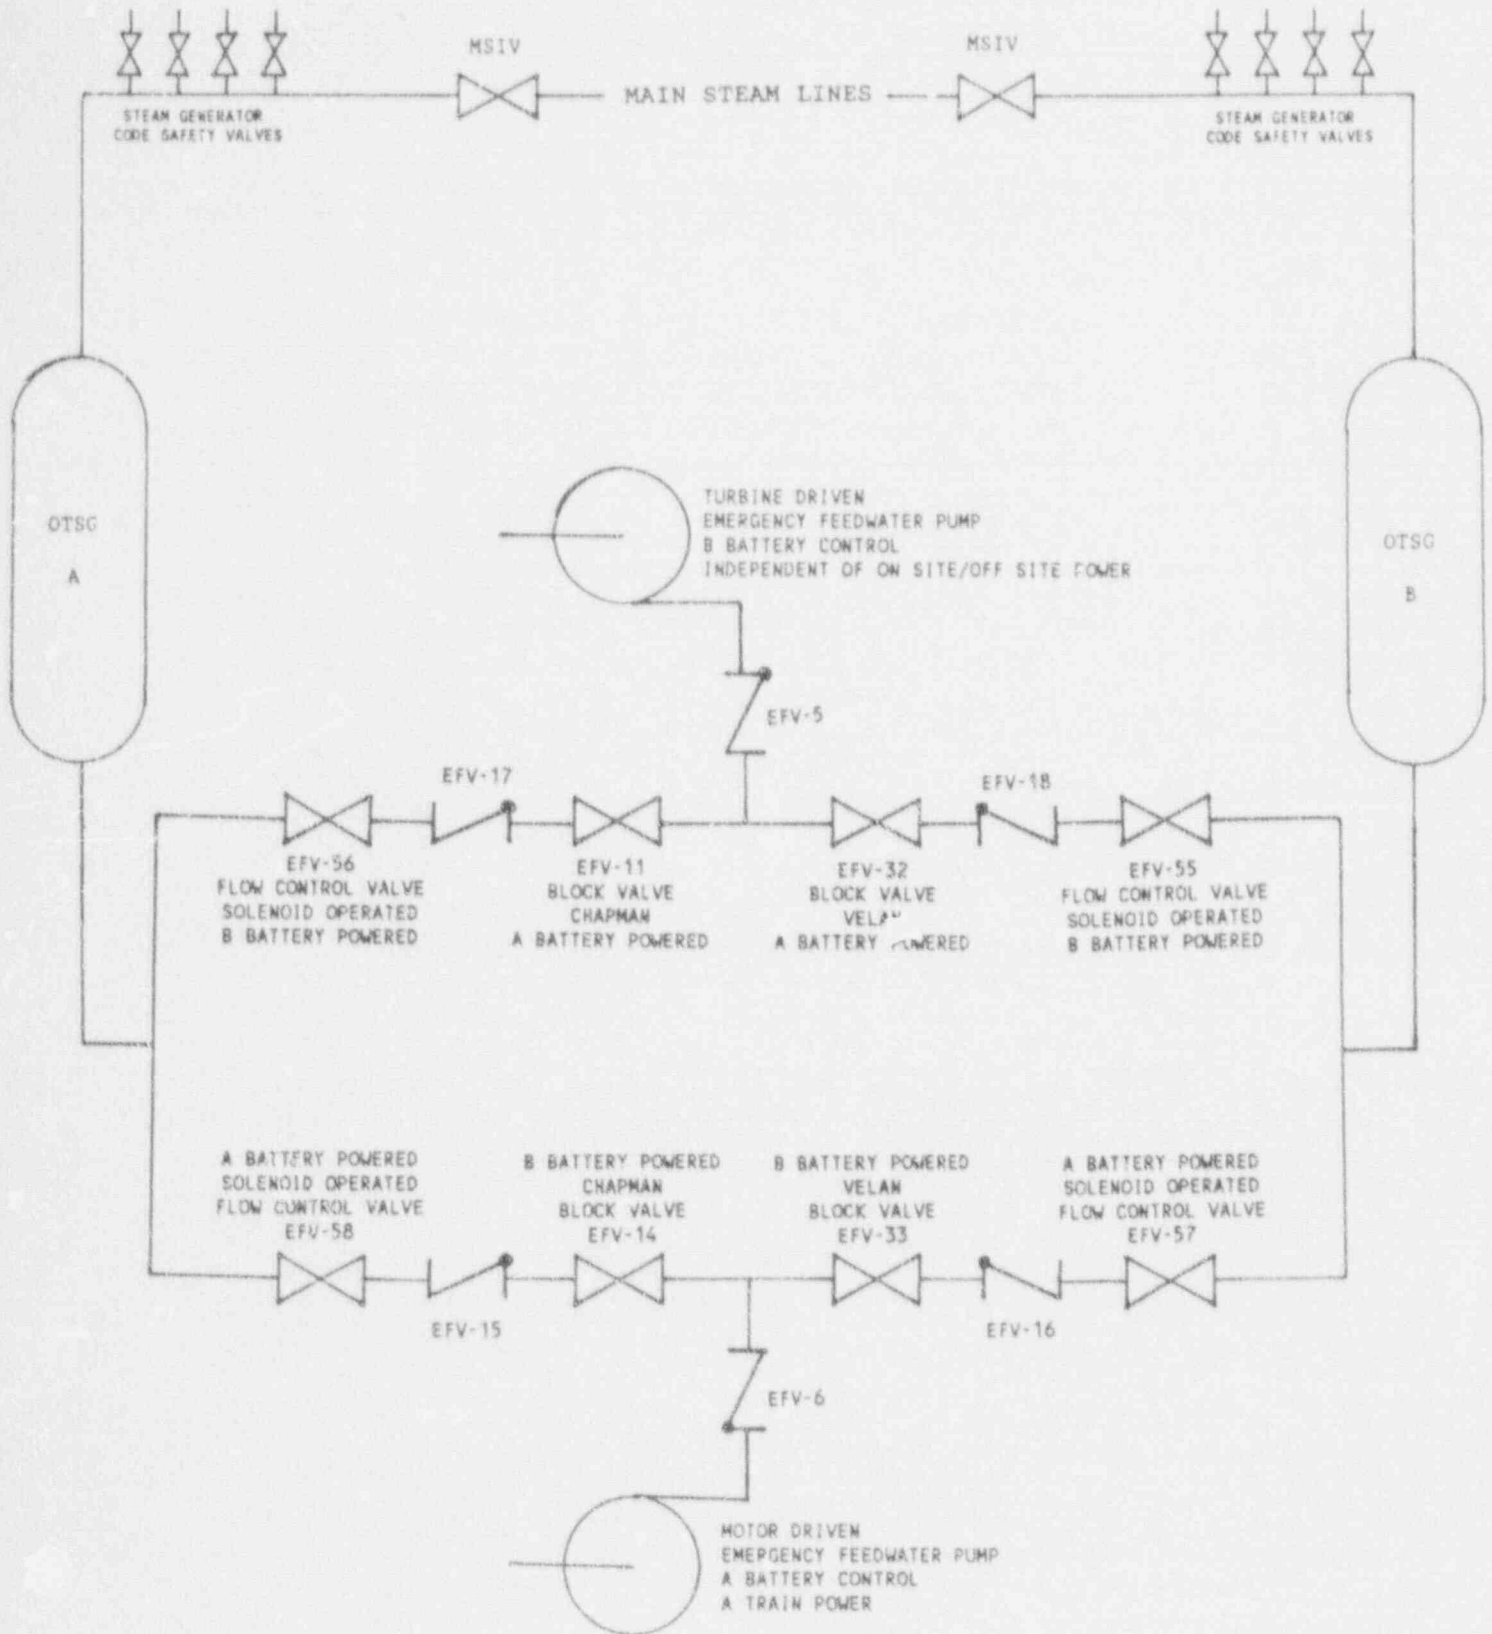 MSIV
MSIV
MAIN STEAM LINES
STEAM GENERATOR
CODE SAFETY VALVES
STEAM GENERATOR
CODE SAFETY VALVES
OTSG
A
TURBINE DRIVEN
EMERGENCY FEEDWATER PUMP
B BATTERY CONTROL
INDEPENDENT OF ON SITE/OFF SITE POWER
OTSG
B
EFV-5
EFV-17
EFV-18
EFV-56
FLOW CONTROL VALVE
SOLENOID OPERATED
B BATTERY POWERED
EFV-11
BLOCK VALVE
CHAPMAN
A BATTERY POWERED
EFV-32
BLOCK VALVE
VELAN
A BATTERY POWERED
EFV-55
FLOW CONTROL VALVE
SOLENOID OPERATED
B BATTERY POWERED
A BATTERY POWERED
SOLENOID OPERATED
FLOW CONTROL VALVE
EFV-58
B BATTERY POWERED
CHAPMAN
BLOCK VALVE
EFV-14
B BATTERY POWERED
VELAN
BLOCK VALVE
EFV-33
A BATTERY POWERED
SOLENOID OPERATED
FLOW CONTROL VALVE
EFV-57
EFV-15
EFV-16
EFV-6
MOTOR DRIVEN
EMERGENCY FEEDWATER PUMP
A BATTERY CONTROL
A TRAIN POWER